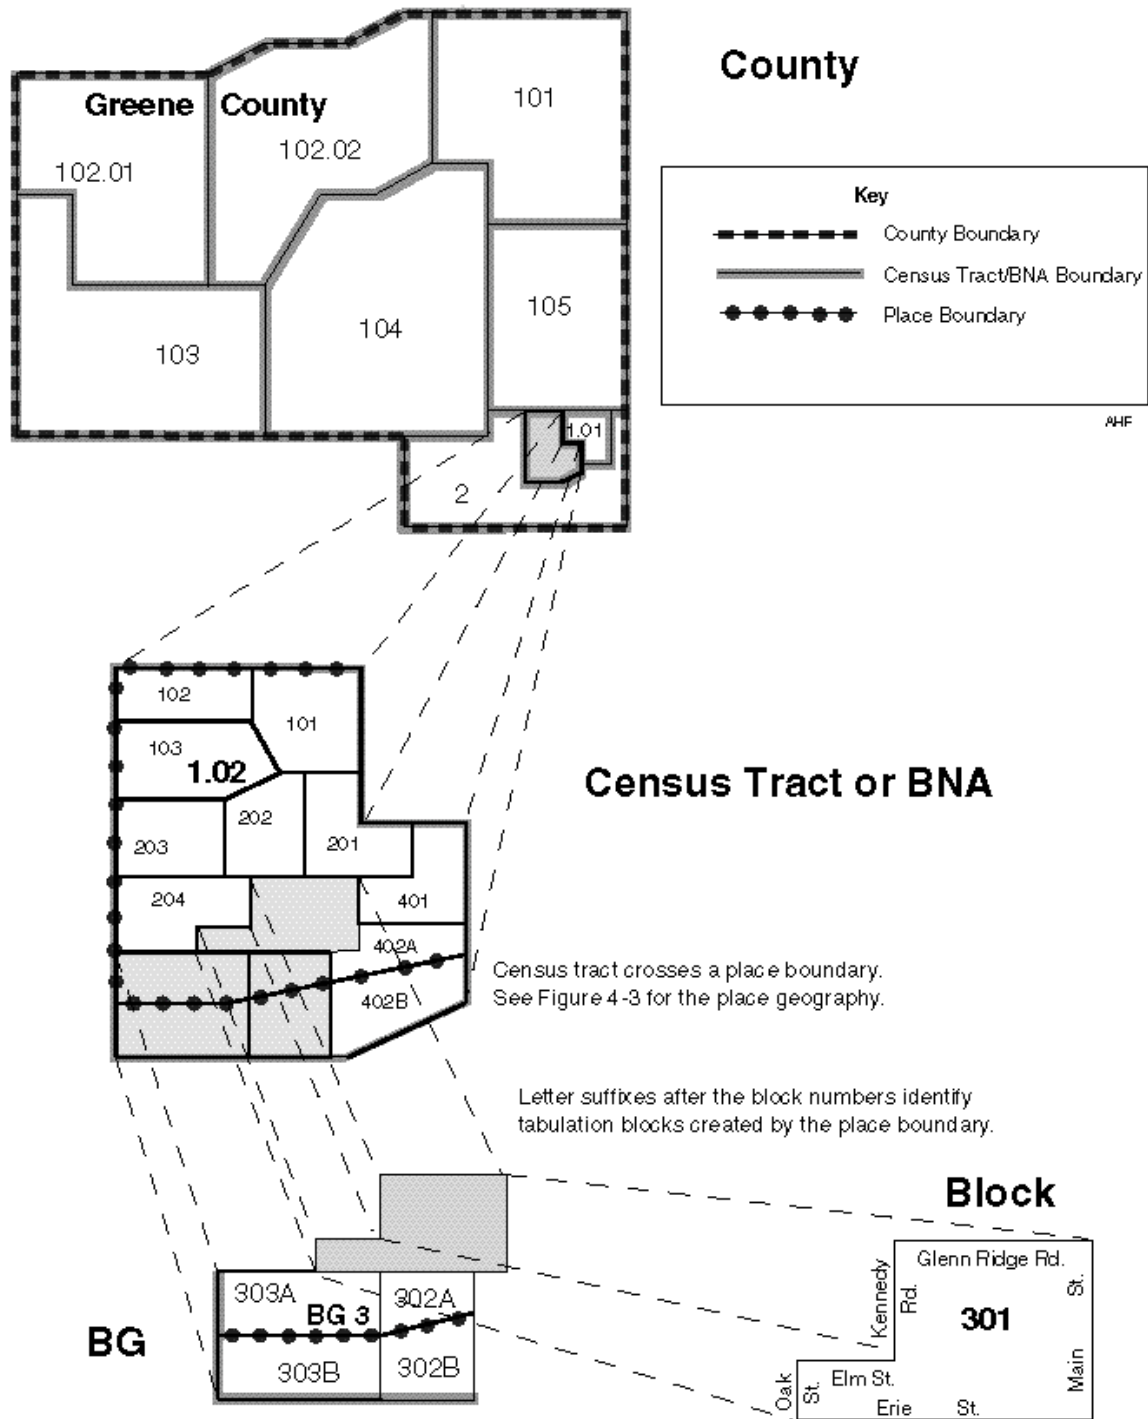 County
Greene County
101
102.01
102.02
Key
County Boundary
Census Tract/BNA Boundary
Place Boundary
103
104
105
AHF
1.01
2
102
101
103
1.02
Census Tract or BNA
202
203
201
204
401
402A
402B
Census tract crosses a place boundary.
See Figure 4-3 for the place geography.
Letter suffixes after the block numbers identify
tabulation blocks created by the place boundary.
Block
Glenn Ridge Rd.
Kennedy
Rd.
St.
Main
301
Oak
St.
Elm St.
Erie St.
BG
303A
302A
BG 3
303B
302B